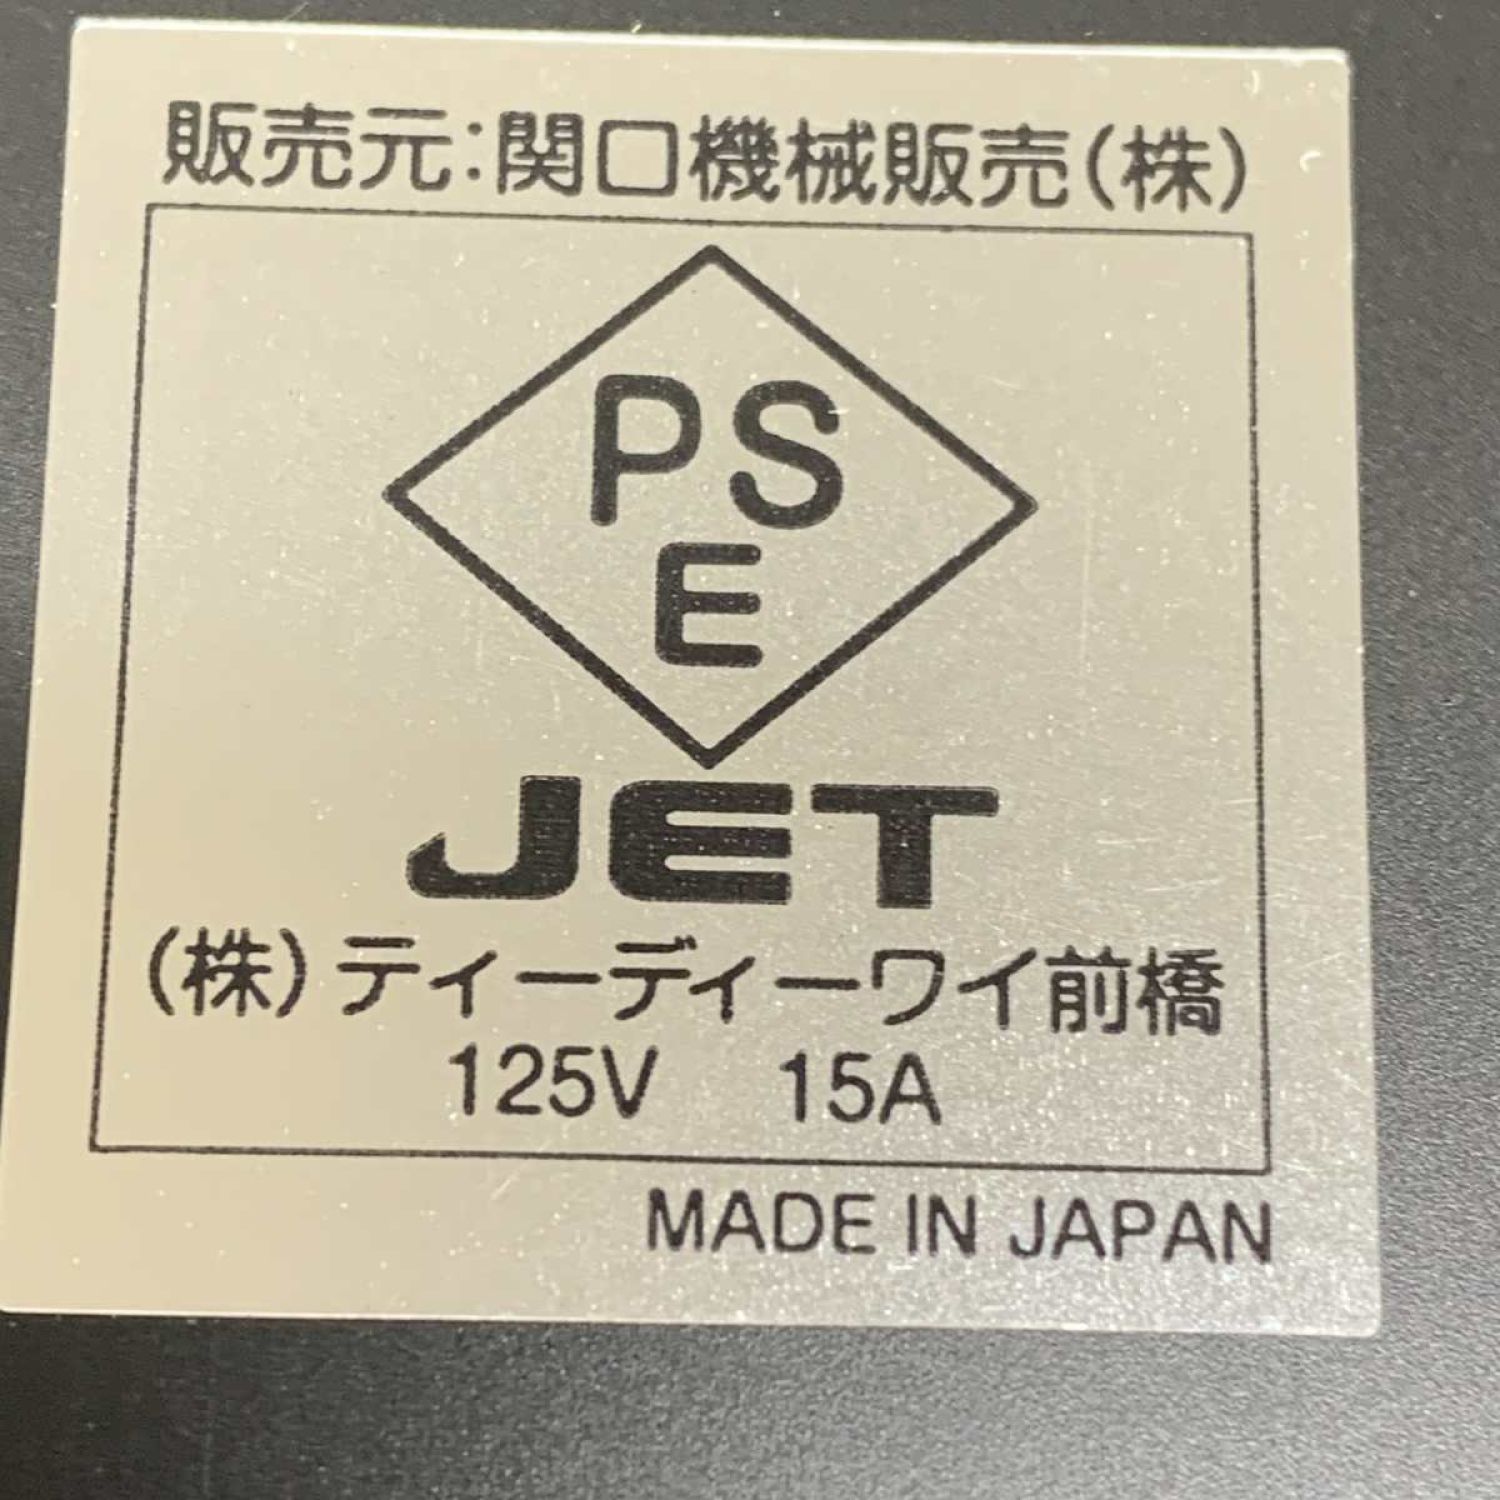 販売元:関口機械販売(株)
PS
E
JET
(株)ティーディーワイ前橋
125V 15A
MADE IN JAPAN